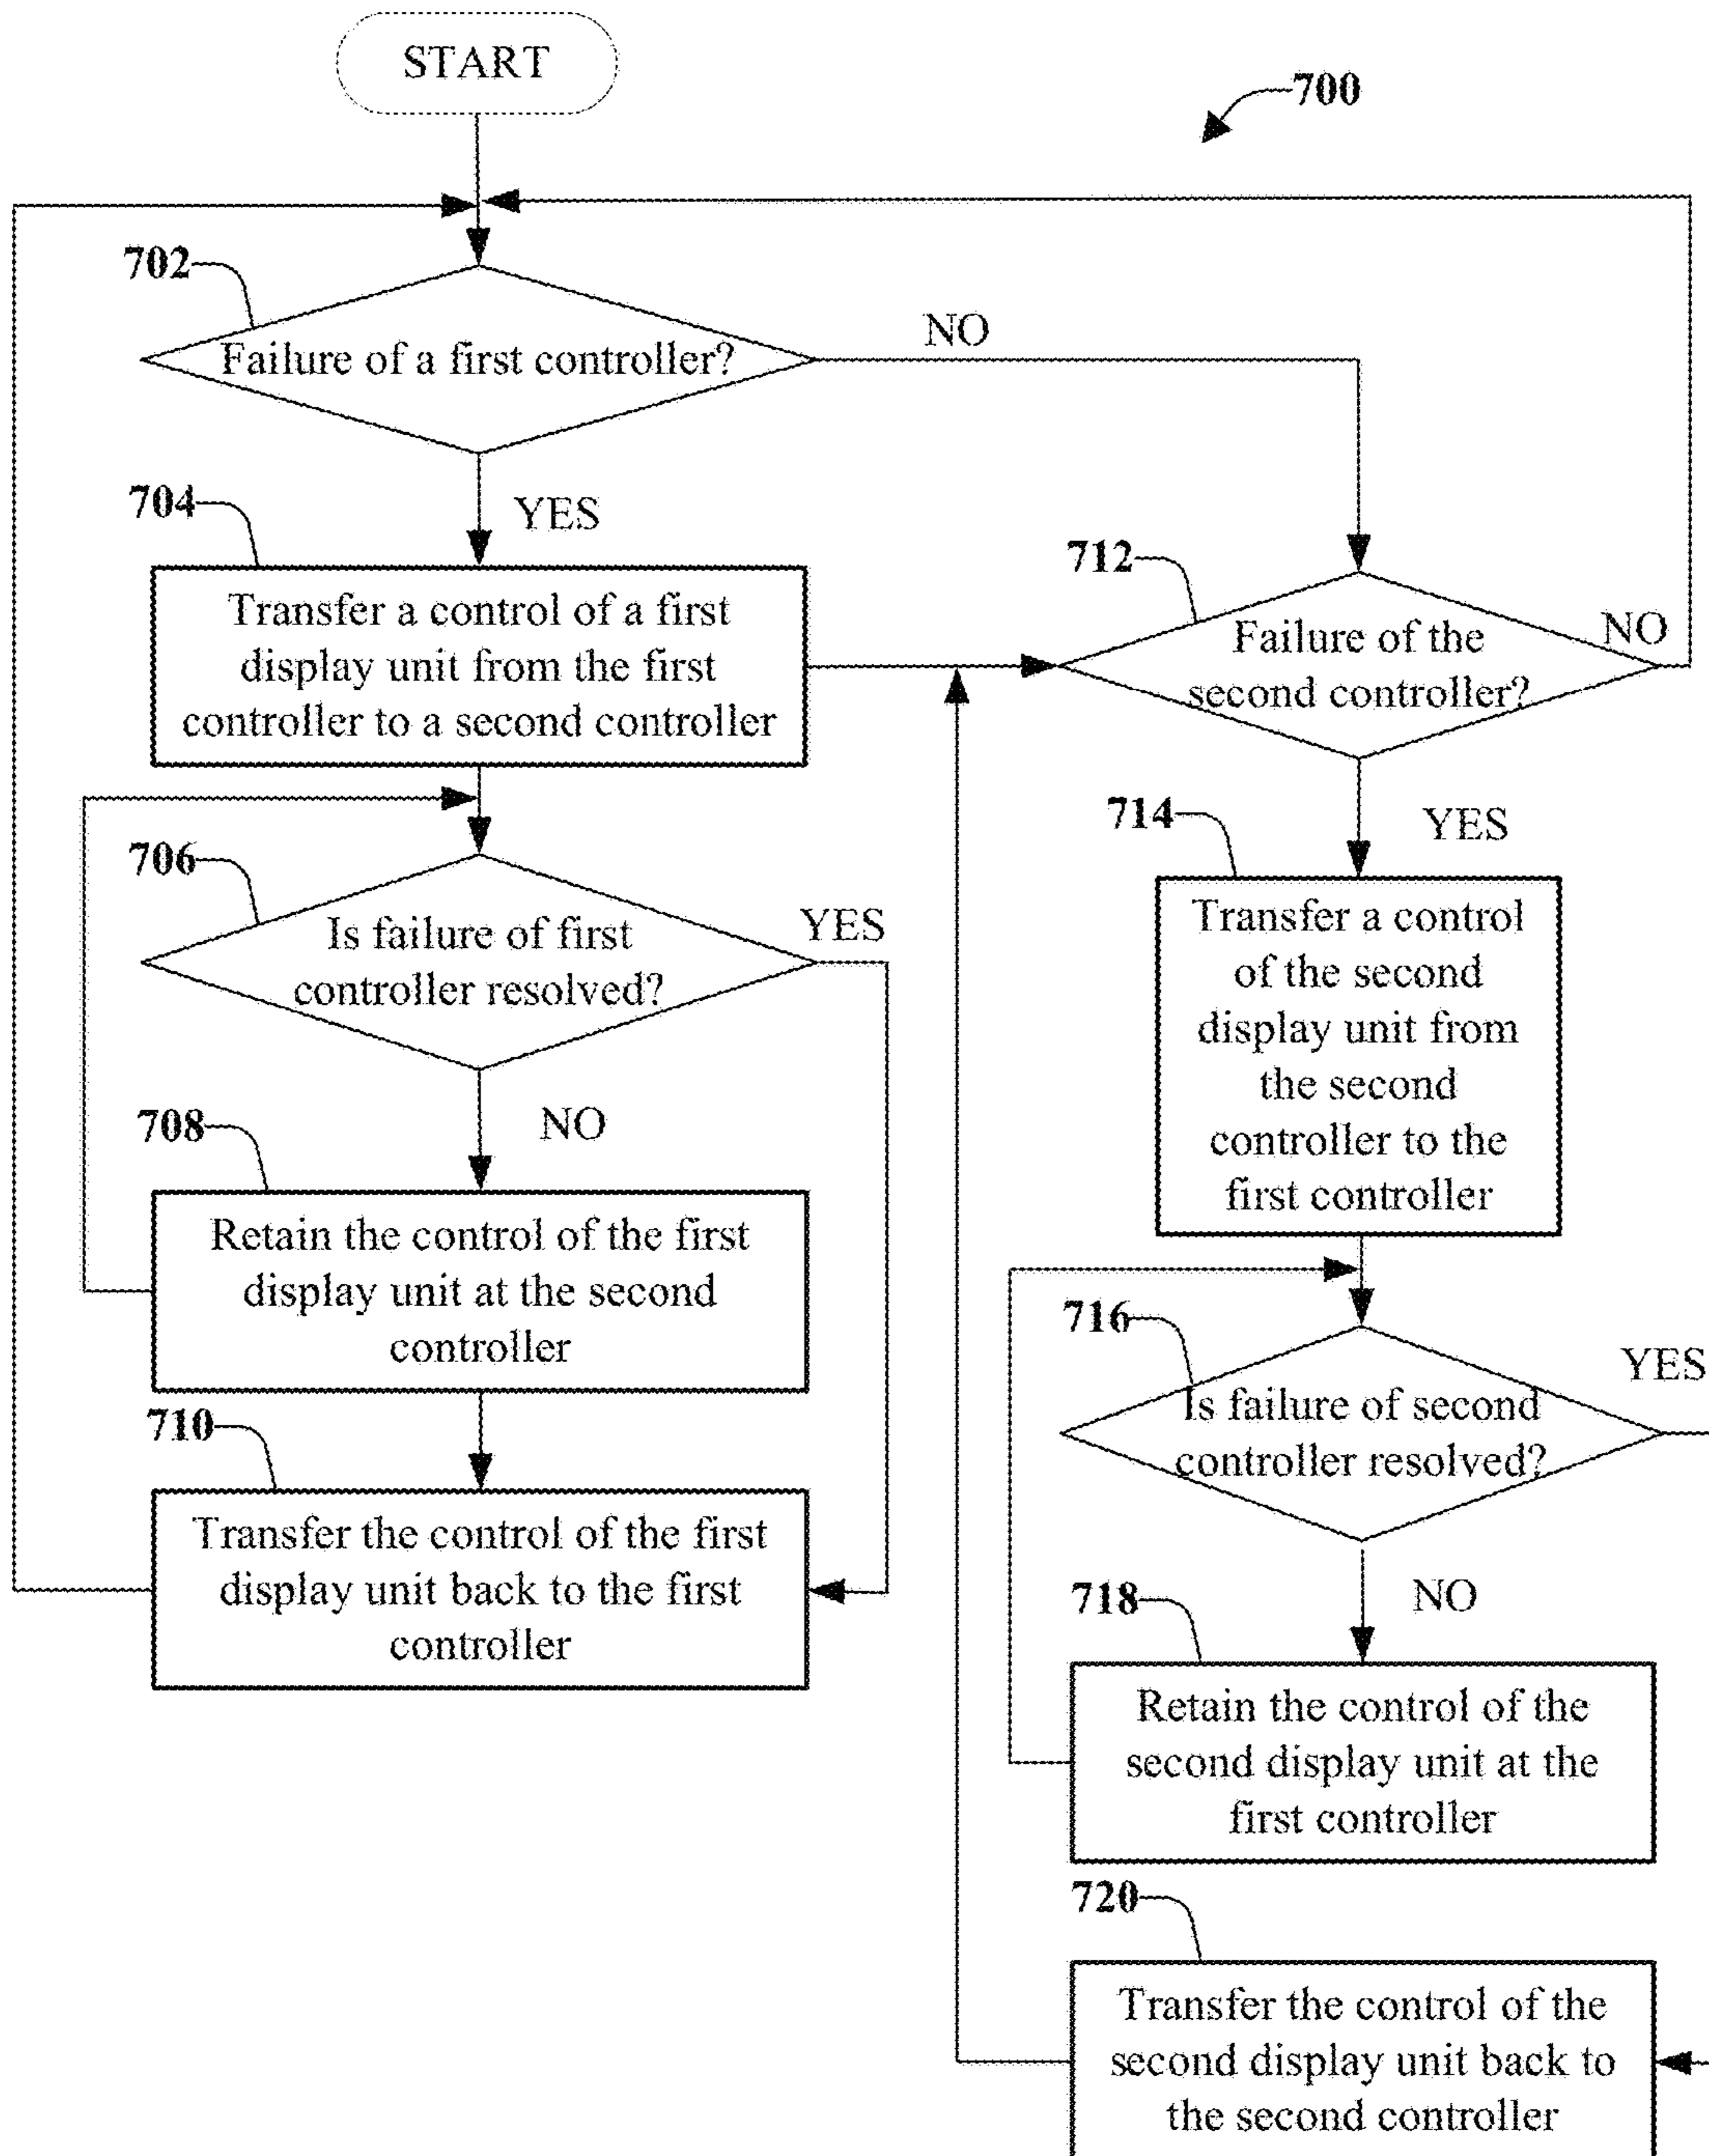 START
700
702
Failure of a first controller?
NO
YES
704
Transfer a control of a first
display unit from the first
controller to a second controller
706
Is failure of first
controller resolved?
YES
NO
708
Retain the control of the first
display unit at the second
controller
710
Transfer the control of the first
display unit back to the first
controller
712
Failure of the
second controller?
NO
YES
714
Transfer a control
of the second
display unit from
the second
controller to the
first controller
716
Is failure of second
controller resolved?
YES
NO
718
Retain the control of the
second display unit at the
first controller
720
Transfer the control of the
second display unit back to
the second controller